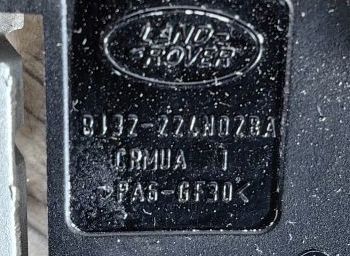 LAND-
ROVER
BJ32-224N02BA
CRMUA 1
>PA6-GF30<